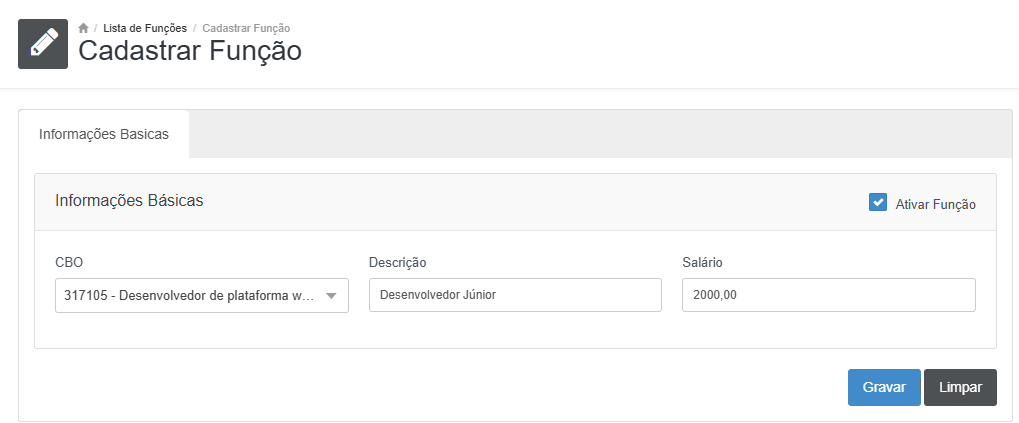 / Lista de Funções / Cadastrar Função
Cadastrar Função
Informações Basicas
Informações Básicas
Ativar Função
CBO
Descrição
Salário
317105 - Desenvolvedor de plataforma w...
Desenvolvedor Júnior
2000,00
Gravar
Limpar